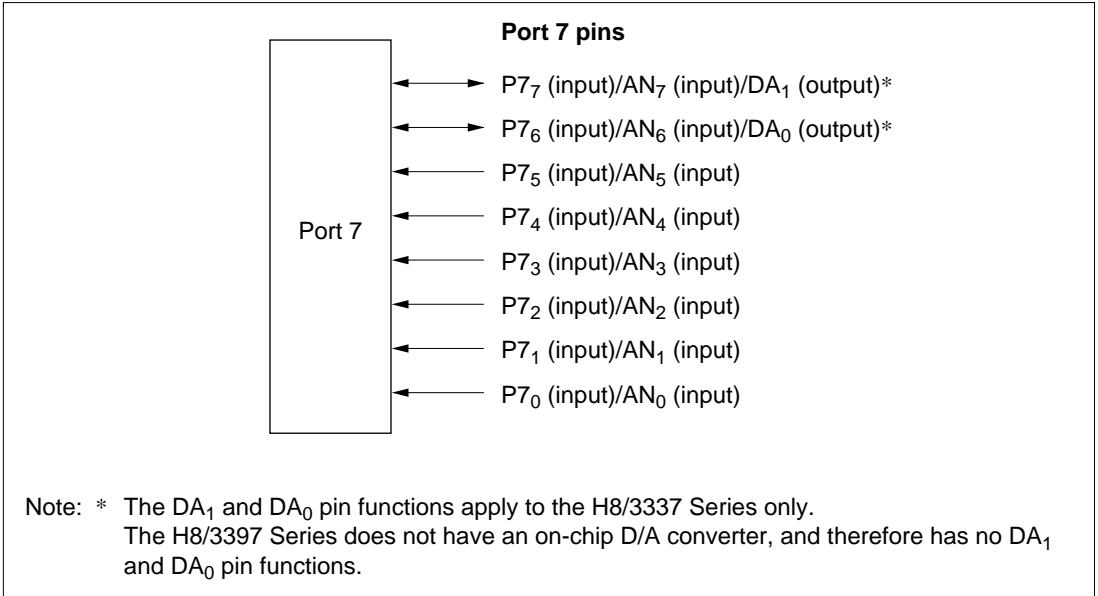 Port 7 pins
P7₇ (input)/AN₇ (input)/DA₁ (output)*
P7₆ (input)/AN₆ (input)/DA₀ (output)*
P7₅ (input)/AN₅ (input)
P7₄ (input)/AN₄ (input)
Port 7
P7₃ (input)/AN₃ (input)
P7₂ (input)/AN₂ (input)
P7₁ (input)/AN₁ (input)
P7₀ (input)/AN₀ (input)
Note: * The DA₁ and DA₀ pin functions apply to the H8/3337 Series only.
The H8/3397 Series does not have an on-chip D/A converter, and therefore has no DA₁
and DA₀ pin functions.